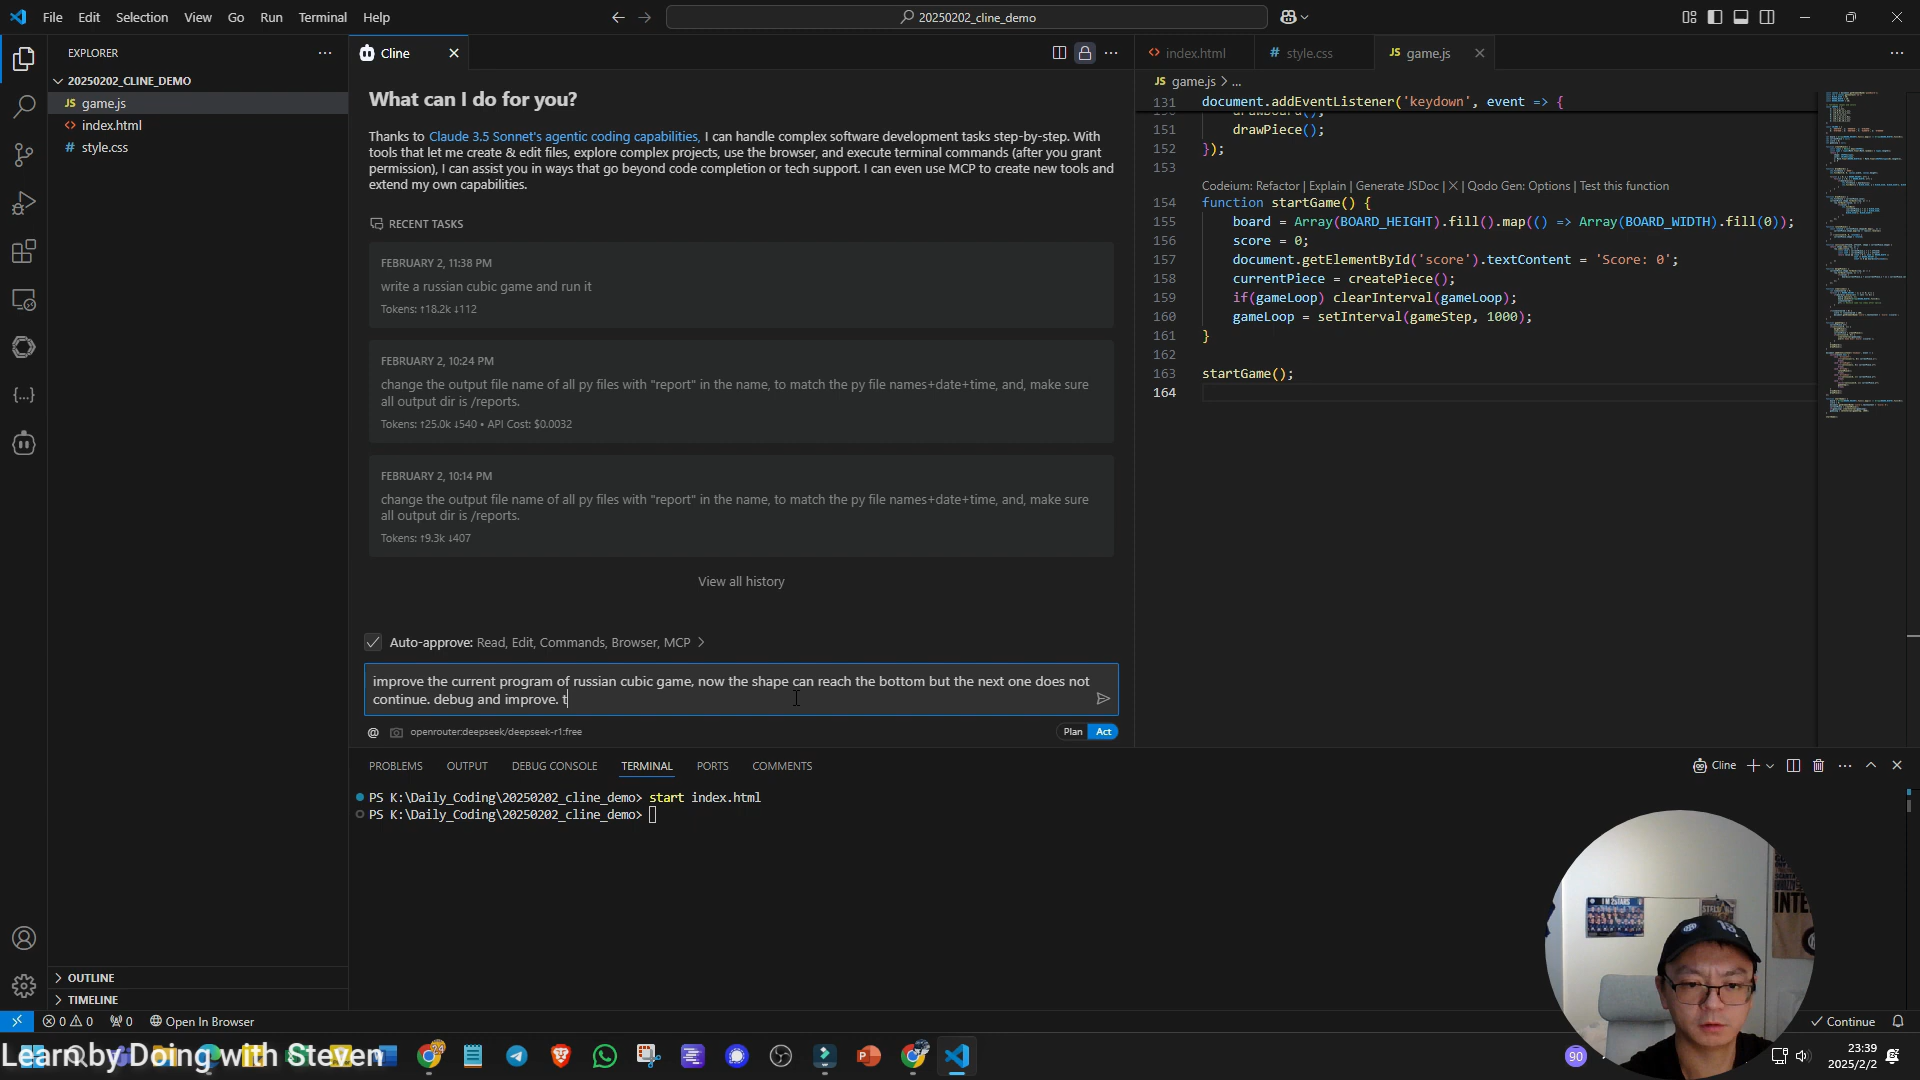 File Edit Selection View Go Run Terminal Help
20250202_cline_demo
EXPLORER
20250202_CLINE_DEMO
JS game.js
<> index.html
# style.css
Cline
What can I do for you?
Thanks to Claude 3.5 Sonnet's agentic coding capabilities, I can handle complex software development tasks step-by-step. With
tools that let me create & edit files, explore complex projects, use the browser, and execute terminal commands (after you grant
permission), I can assist you in ways that go beyond code completion or tech support. I can even use MCP to create new tools and
extend my own capabilities.
RECENT TASKS
FEBRUARY 2, 11:38 PM
write a russian cubic game and run it
Tokens: ↑18.2k ↓112
FEBRUARY 2, 10:24 PM
change the output file name of all py files with "report" in the name, to match the py file names+date+time, and, make sure
all output dir is /reports.
Tokens: ↑25.0k ↓540 • API Cost: $0.0032
FEBRUARY 2, 10:14 PM
change the output file name of all py files with "report" in the name, to match the py file names+date+time, and, make sure
all output dir is /reports.
Tokens: ↑9.3k ↓407
View all history
Auto-approve: Read, Edit, Commands, Browser, MCP >
improve the current program of russian cubic game, now the shape can reach the bottom but the next one does not
continue. debug and improve. t
@ openrouter:deepseek/deepseek-r1:free
Plan Act
<> index.html
# style.css
JS game.js
JS game.js > ...
131 document.addEventListener('keydown', event => {
151 drawPiece();
152 });
153
Codeium: Refactor | Explain | Generate JSDoc | X | Qodo Gen: Options | Test this function
154 function startGame() {
155 board = Array(BOARD_HEIGHT).fill().map(() => Array(BOARD_WIDTH).fill(0));
156 score = 0;
157 document.getElementById('score').textContent = 'Score: 0';
158 currentPiece = createPiece();
159 if(gameLoop) clearInterval(gameLoop);
160 gameLoop = setInterval(gameStep, 1000);
161 }
162
163 startGame();
164
PROBLEMS OUTPUT DEBUG CONSOLE TERMINAL PORTS COMMENTS
Cline
PS K:\Daily_Coding\20250202_cline_demo> start index.html
PS K:\Daily_Coding\20250202_cline_demo>
OUTLINE
TIMELINE
0 0 0 Open In Browser
Continue
Learn by Doing with Steven
90
23:39
2025/2/2